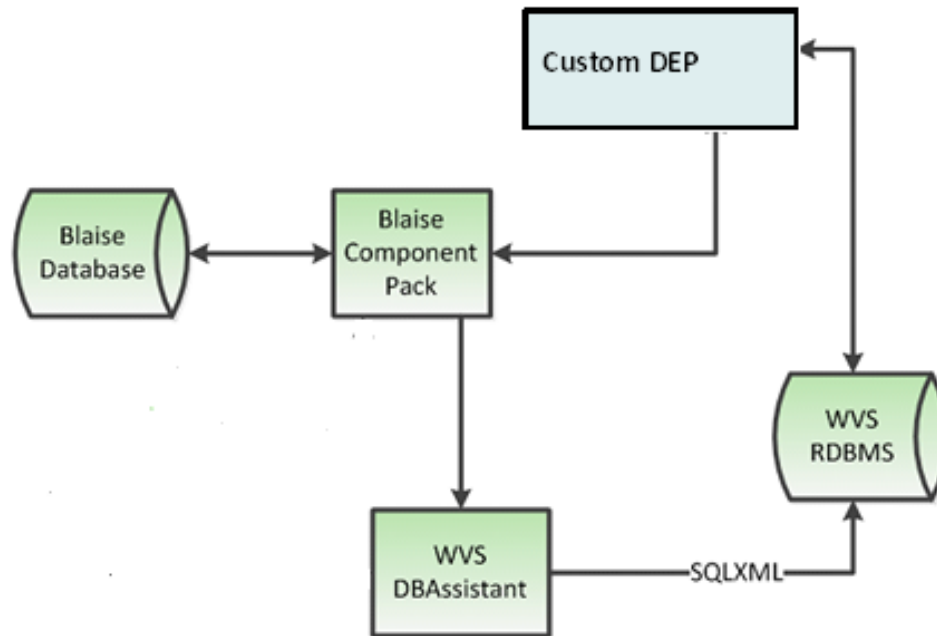 Custom DEP
Blaise
Database
Blaise
Component
Pack
WVS
RDBMS
WVS
DBAssistant
SQLXML